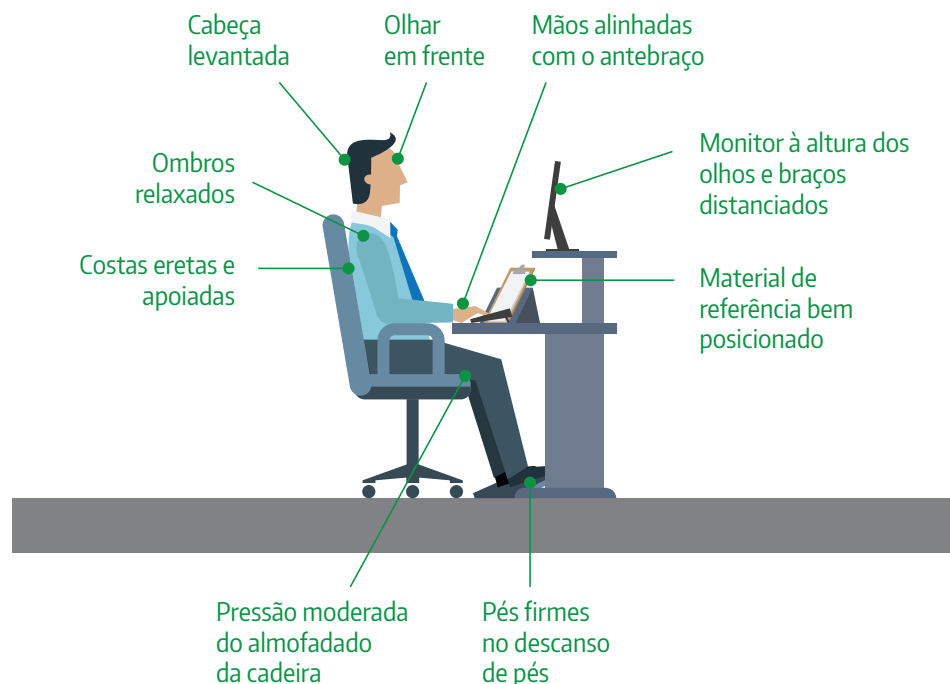 Cabeça
levantada
Olhar
em frente
Mãos alinhadas
com o antebraço
Monitor à altura dos
olhos e braços
distanciados
Ombros
relaxados
Costas eretas e
apoiadas
Material de
referência bem
posicionado
Pressão moderada
do almofadado
da cadeira
Pés firmes
no descanso
de pés